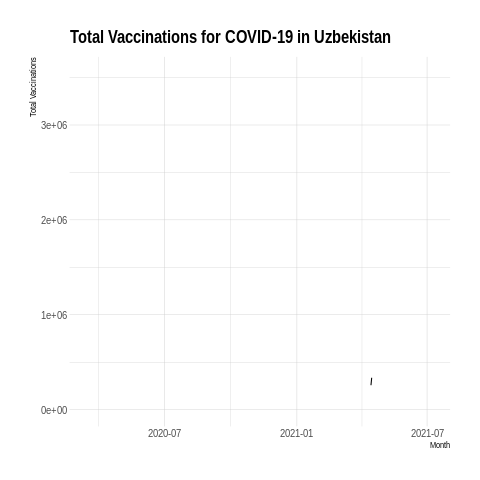 Total Vaccinations for COVID-19 in Uzbekistan
Total Vaccinations
3e+06
2e+06
1e+06
0e+00
2020-07
2021-01
2021-07
Month